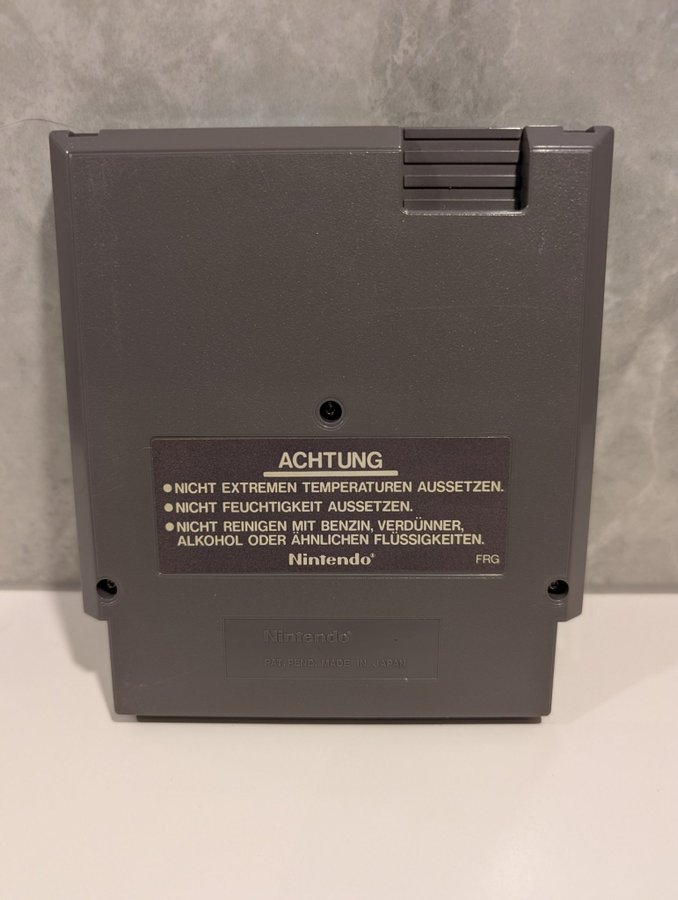 ACHTUNG
●NICHT EXTREMEN TEMPERATUREN AUSSETZEN.
●NICHT FEUCHTIGKEIT AUSSETZEN.
●NICHT REINIGEN MIT BENZIN, VERDÜNNER,
ALKOHOL ODER ÄHNLICHEN FLÜSSIGKEITEN.
Nintendo® FRG
Nintendo®
PAT. PEND. MADE IN JAPAN